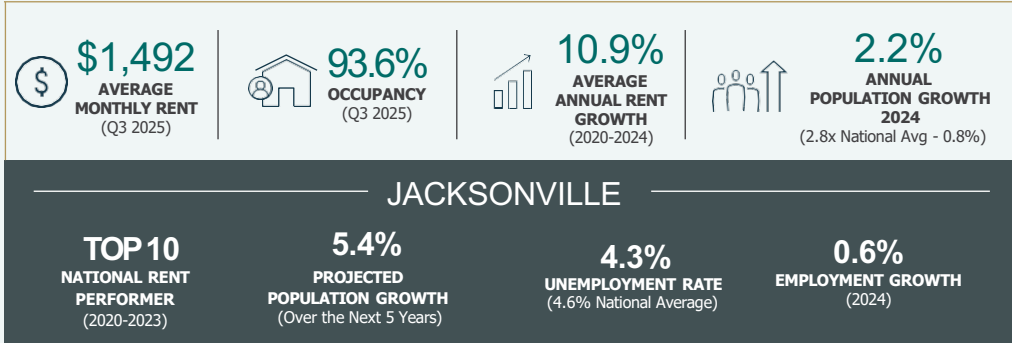 $
$1,492
AVERAGE
MONTHLY RENT
(Q3 2025)
93.6%
OCCUPANCY
(Q3 2025)
10.9%
AVERAGE
ANNUAL RENT
GROWTH
(2020-2024)
2.2%
ANNUAL
POPULATION GROWTH
2024
(2.8x National Avg - 0.8%)
JACKSONVILLE
TOP 10
NATIONAL RENT
PERFORMER
(2020-2023)
5.4%
PROJECTED
POPULATION GROWTH
(Over the Next 5 Years)
4.3%
UNEMPLOYMENT RATE
(4.6% National Average)
0.6%
EMPLOYMENT GROWTH
(2024)